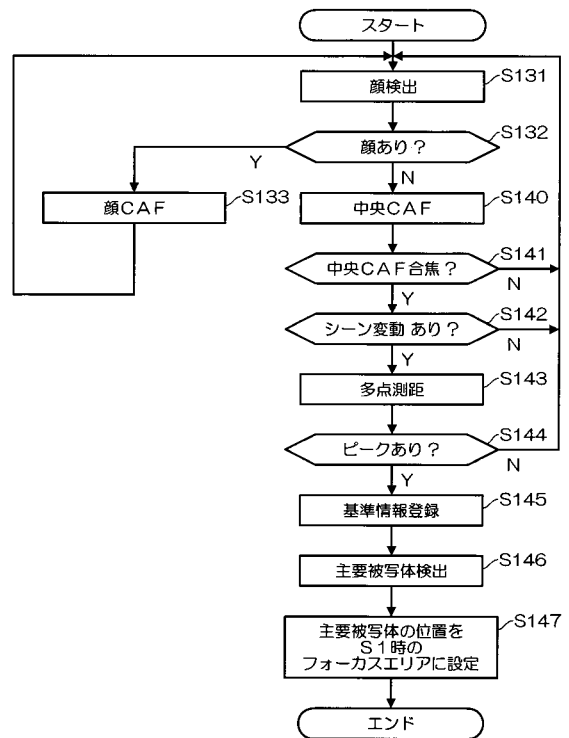 スタート
顔検出
S131
顔あり?
S132
Y
N
顔CAF
S133
中央CAF
S140
中央CAF合焦?
S141
N
Y
シーン変動 あり?
S142
N
Y
多点測距
S143
ピークあり?
S144
N
Y
基準情報登録
S145
主要被写体検出
S146
主要被写体の位置を
S1時の
フォーカスエリアに設定
S147
エンド